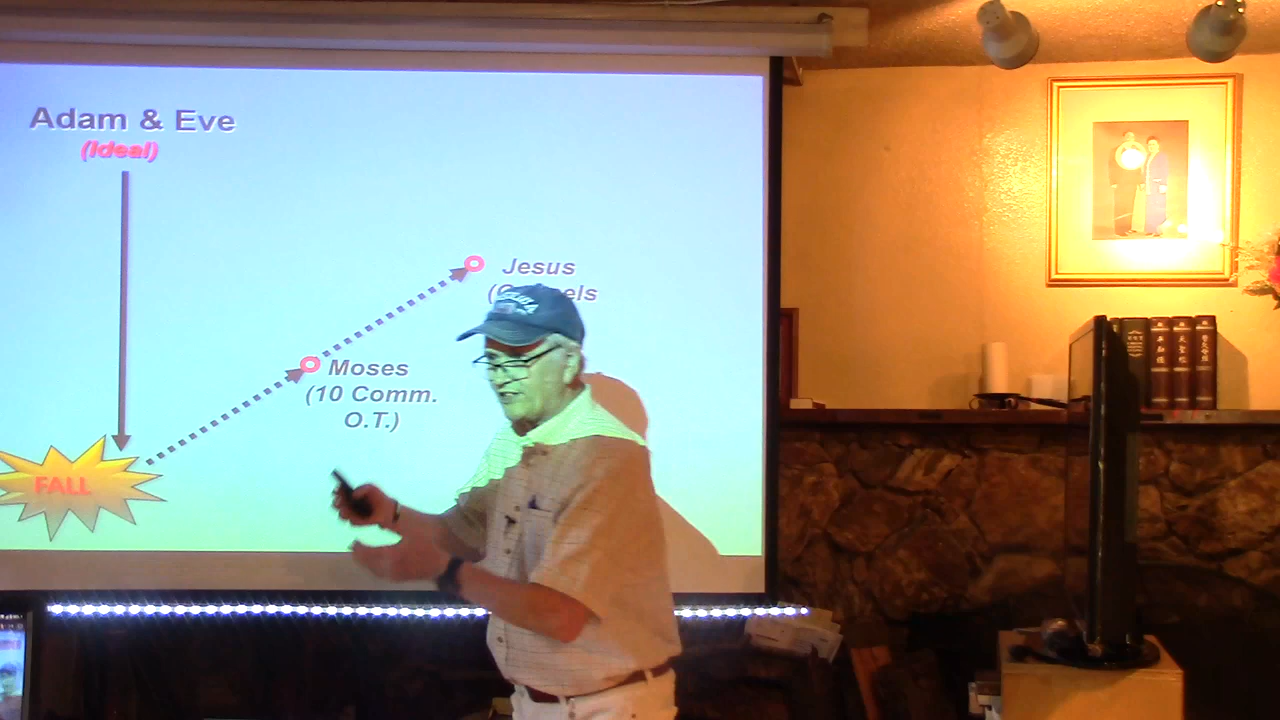 Adam & Eve
(Ideal)
Jesus
Moses
(10 Comm.
O.T.)
FALL